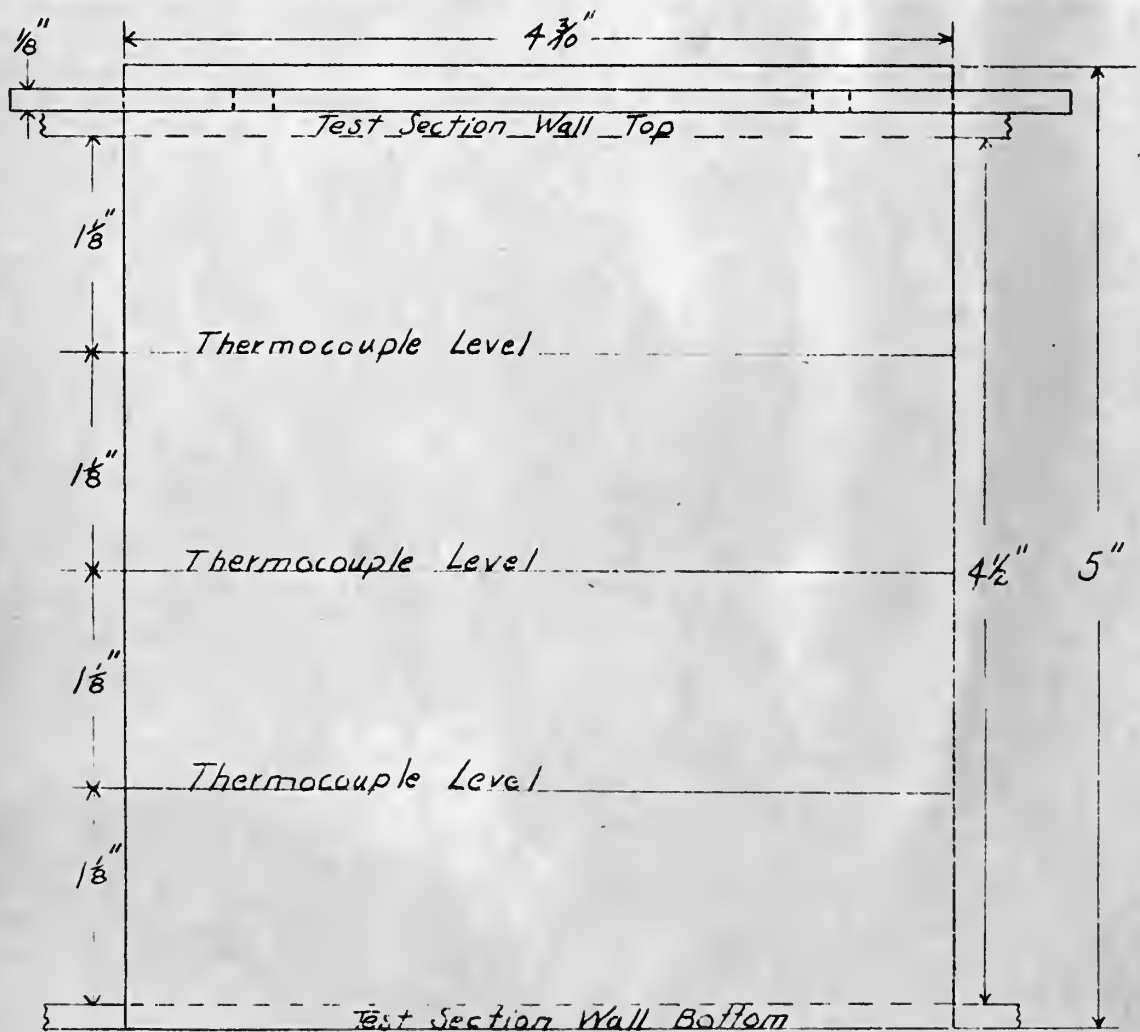 1/8"
4 3/10"
Test Section Wall Top
1 1/8"
Thermocouple Level
1 1/8"
Thermocouple Level
4 1/2"
5"
1 1/8"
Thermocouple Level
1 1/8"
Test Section Wall Bottom